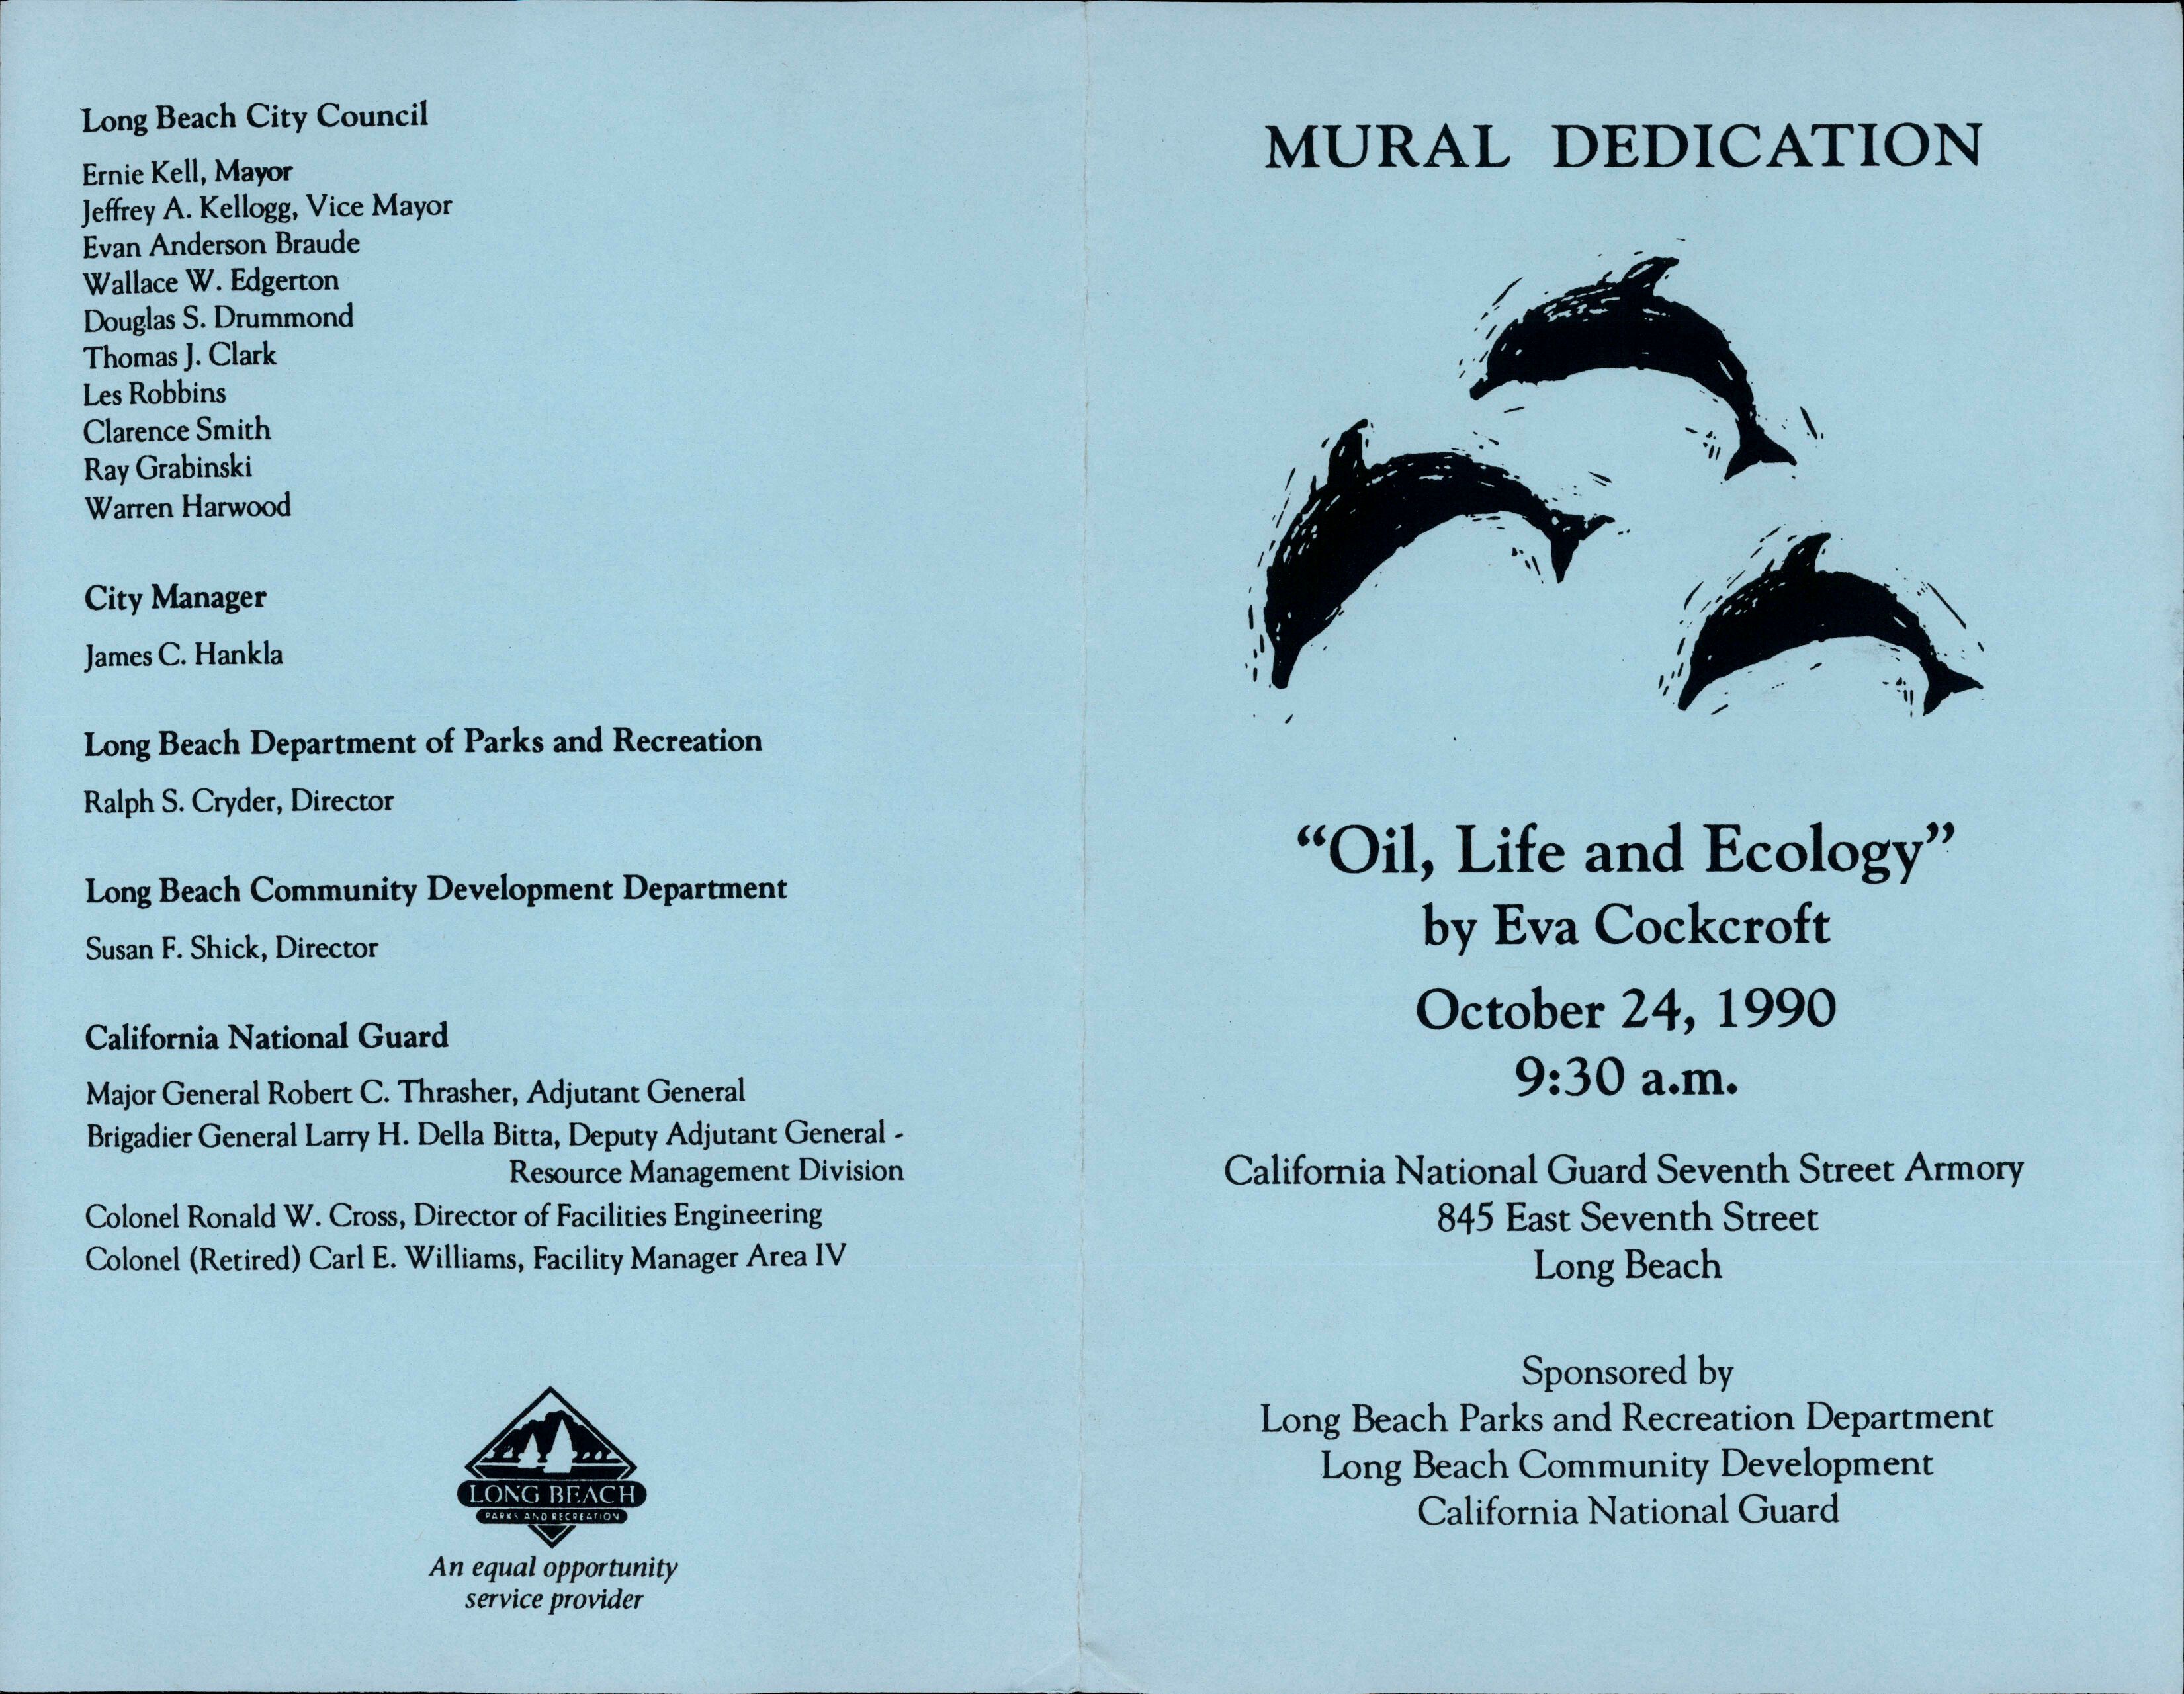 Long Beach City Council
Ernie Kell, Mayor
Jeffrey A. Kellogg, Vice Mayor
Evan Anderson Braude
Wallace W. Edgerton
Douglas S. Drummond
Thomas J. Clark
Les Robbins
Clarence Smith
Ray Grabinski
Warren Harwood
City Manager
James C. Hankla
Long Beach Department of Parks and Recreation
Ralph S. Cryder, Director
Long Beach Community Development Department
Susan F. Shick, Director
California National Guard
Major General Robert C. Thrasher, Adjutant General
Brigadier General Larry H. Della Bitta, Deputy Adjutant General -
Resource Management Division
Colonel Ronald W. Cross, Director of Facilities Engineering
Colonel (Retired) Carl E. Williams, Facility Manager Area IV
LONG BEACH
PARKS AND RECREATION
An equal opportunity
service provider
MURAL DEDICATION
“Oil, Life and Ecology”
by Eva Cockcroft
October 24, 1990
9:30 a.m.
California National Guard Seventh Street Armory
845 East Seventh Street
Long Beach
Sponsored by
Long Beach Parks and Recreation Department
Long Beach Community Development
California National Guard